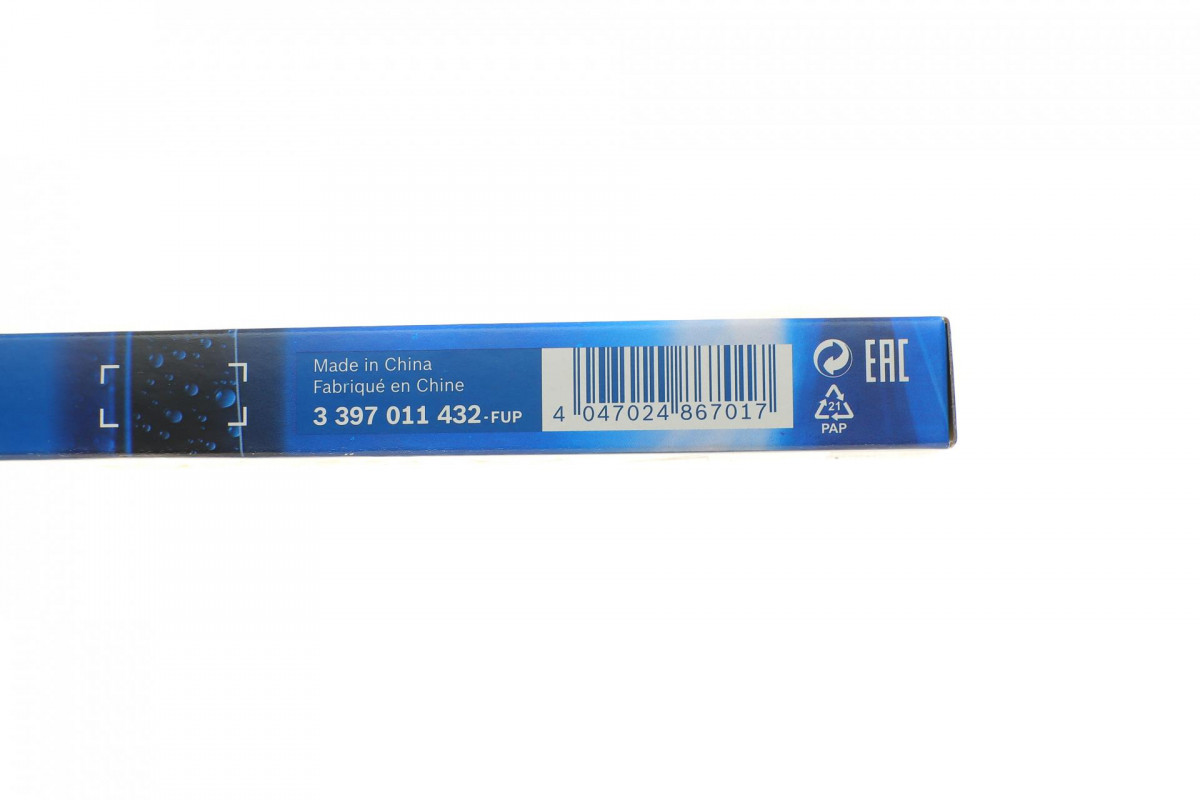 Made in China
Fabriqué en Chine
3 397 011 432-FUP
4 047024 867017
EAC
21
PAP